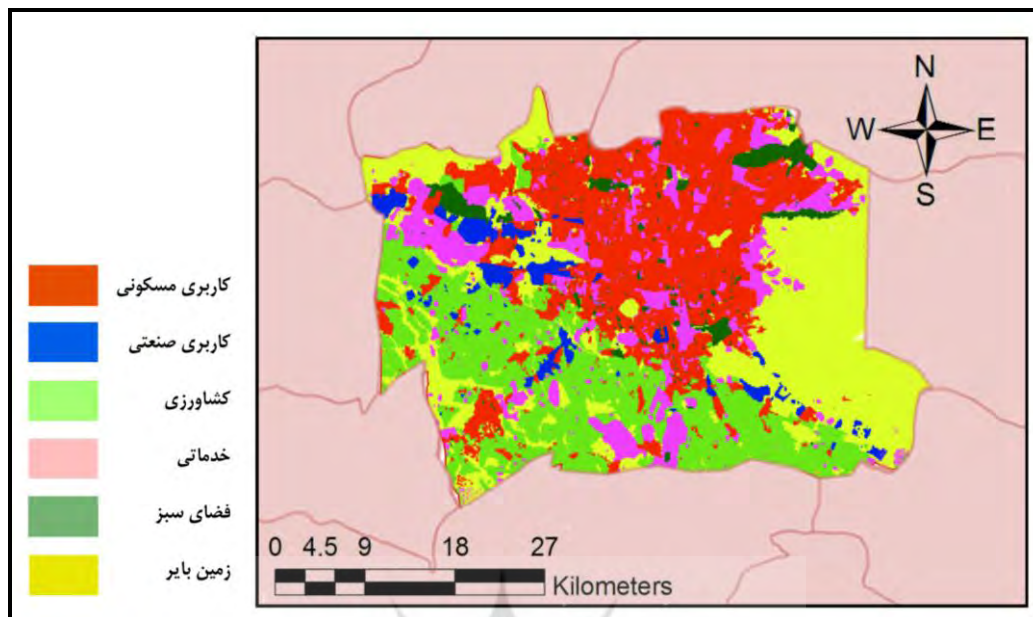 N
W E
S
کاربری مسکونی
کاربری صنعتی
کشاورزی
خدماتی
فضای سبز
زمین بایر
0 4.5 9 18 27
Kilometers